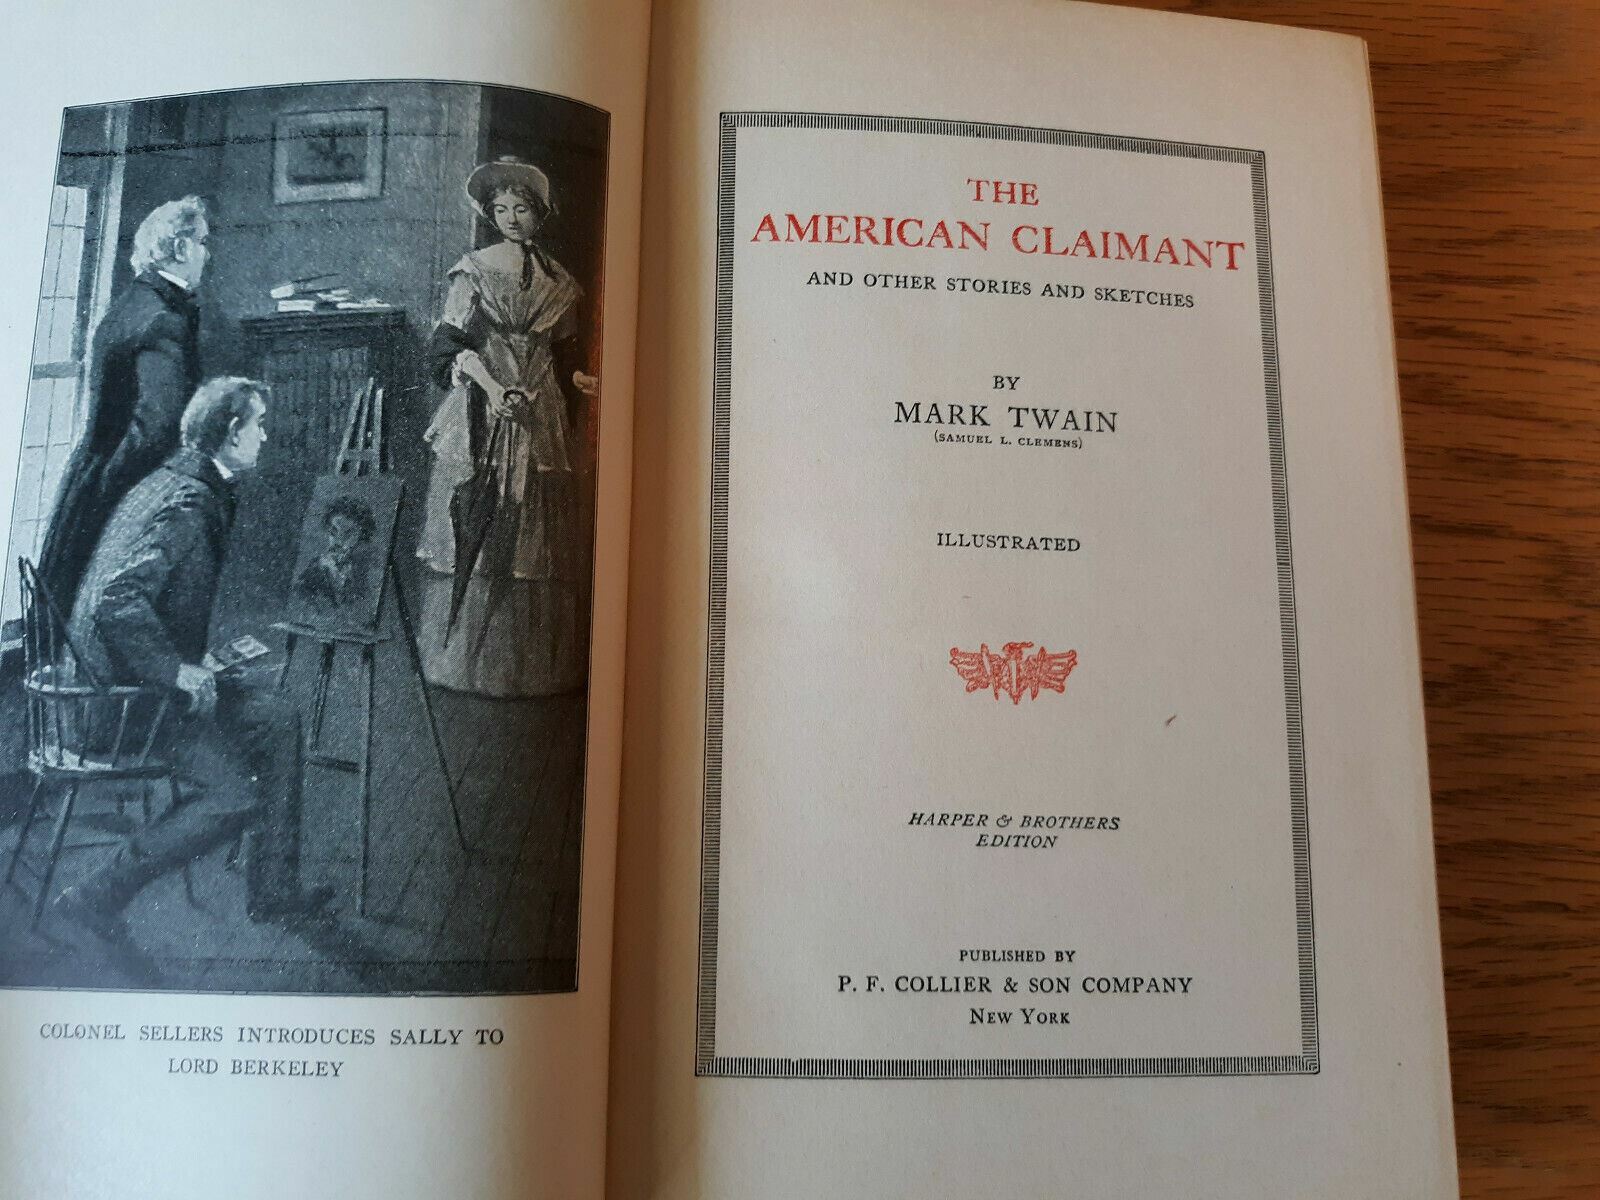 COLONEL SELLERS INTRODUCES SALLY TO
LORD BERKELEY
THE
AMERICAN CLAIMANT
AND OTHER STORIES AND SKETCHES
BY
MARK TWAIN
(SAMUEL L. CLEMENS)
ILLUSTRATED
HARPER & BROTHERS
EDITION
PUBLISHED BY
P. F. COLLIER & SON COMPANY
NEW YORK